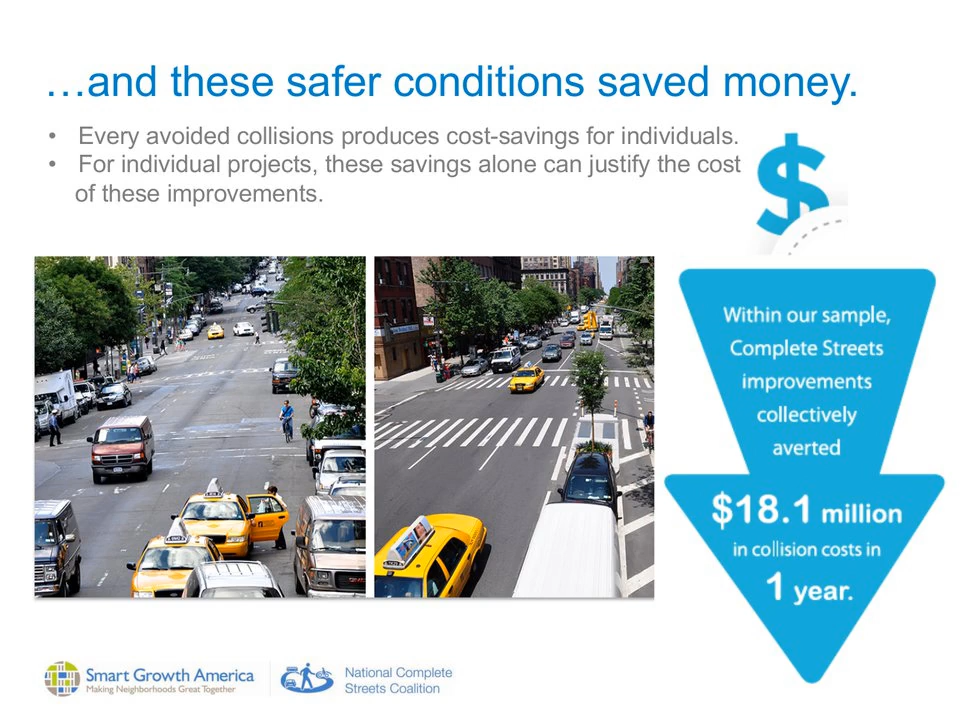 …and these safer conditions saved money.
• Every avoided collisions produces cost-savings for individuals.
• For individual projects, these savings alone can justify the cost
of these improvements.
$
Within our sample,
Complete Streets
improvements
collectively
averted
$18.1 million
in collision costs in
1 year.
Smart Growth America
Making Neighborhoods Great Together
National Complete
Streets Coalition